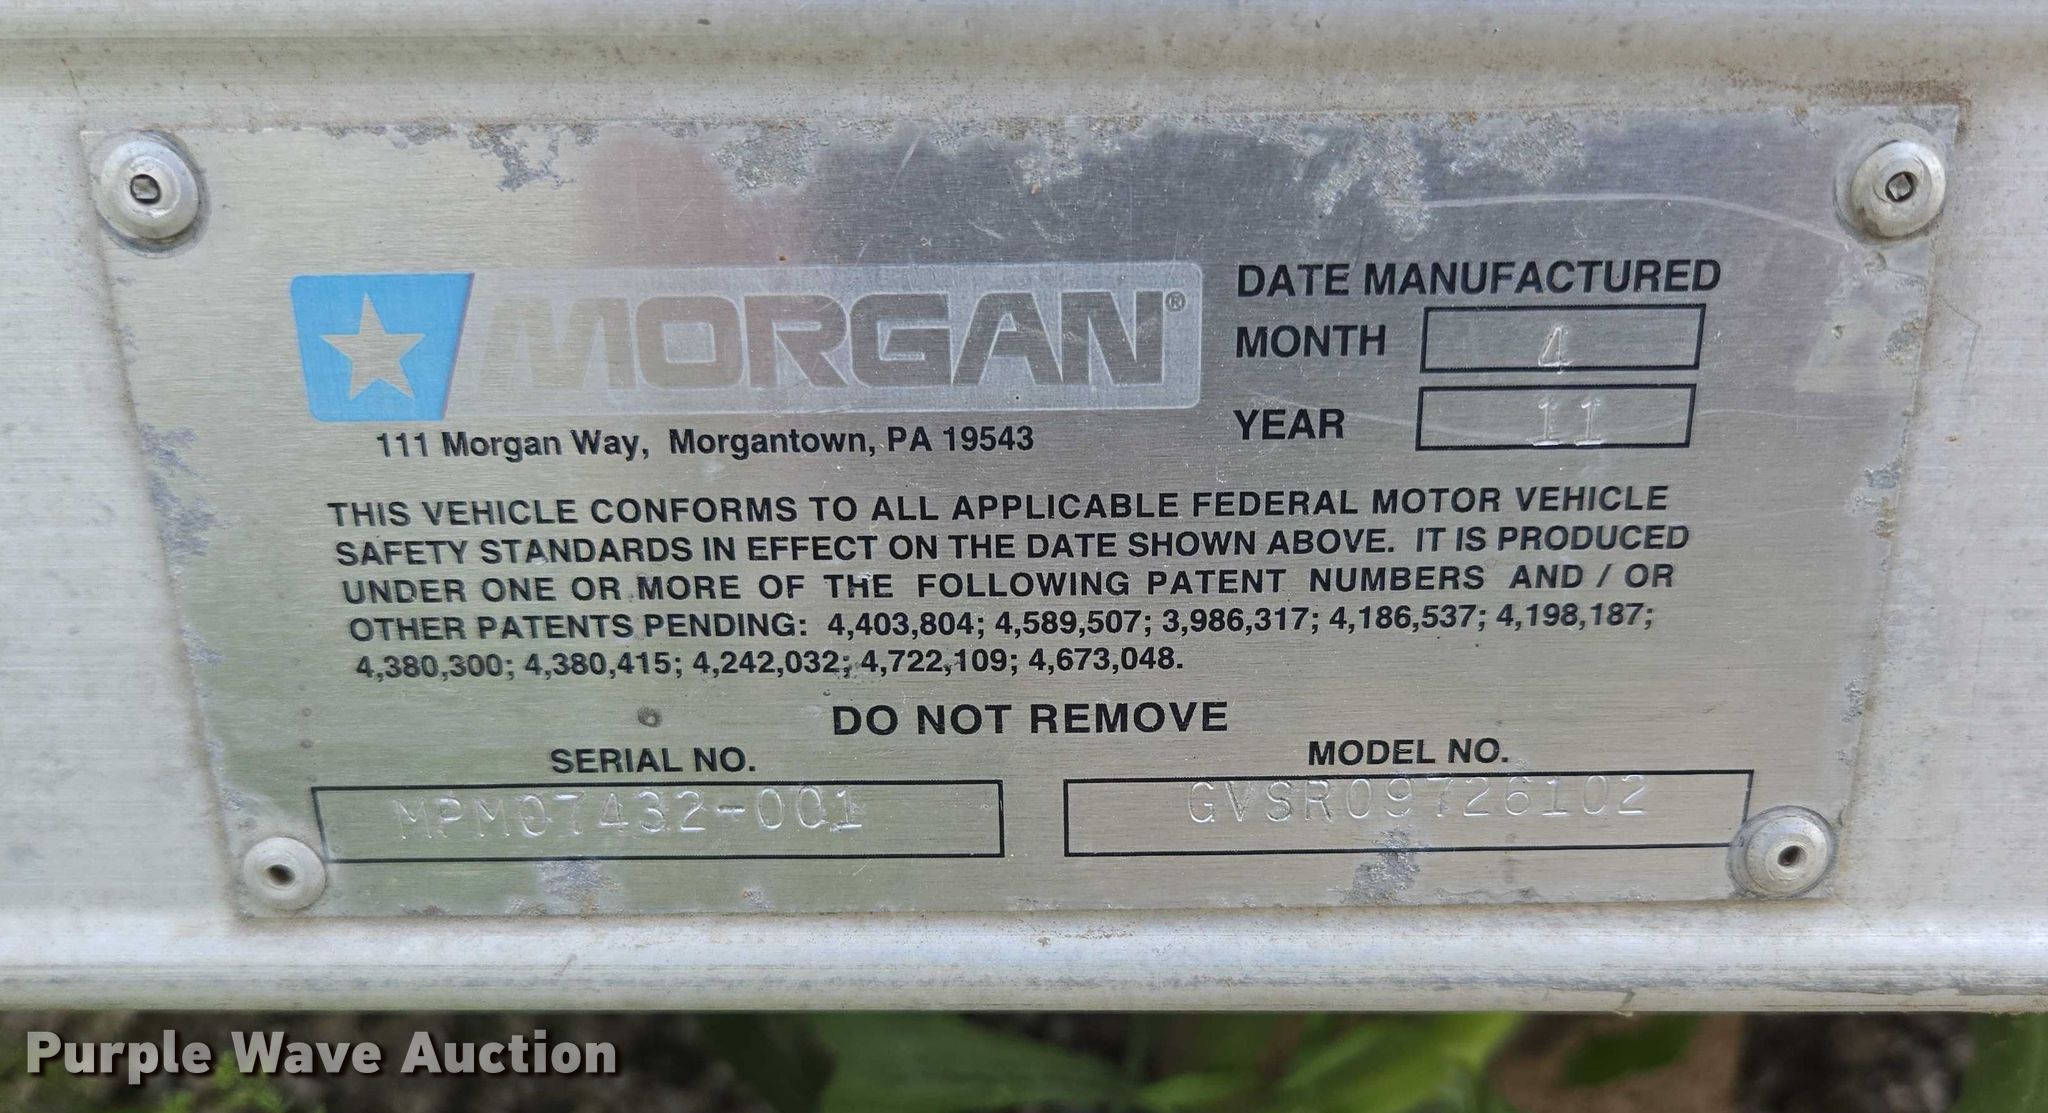 MORGAN®
111 Morgan Way, Morgantown, PA 19543
DATE MANUFACTURED
MONTH 4
YEAR 11
THIS VEHICLE CONFORMS TO ALL APPLICABLE FEDERAL MOTOR VEHICLE
SAFETY STANDARDS IN EFFECT ON THE DATE SHOWN ABOVE. IT IS PRODUCED
UNDER ONE OR MORE OF THE FOLLOWING PATENT NUMBERS AND / OR
OTHER PATENTS PENDING: 4,403,804; 4,589,507; 3,986,317; 4,186,537; 4,198,187;
4,380,300; 4,380,415; 4,242,032; 4,722,109; 4,673,048.
DO NOT REMOVE
SERIAL NO.
MPM07432-001
MODEL NO.
GVSR09726102
Purple Wave Auction